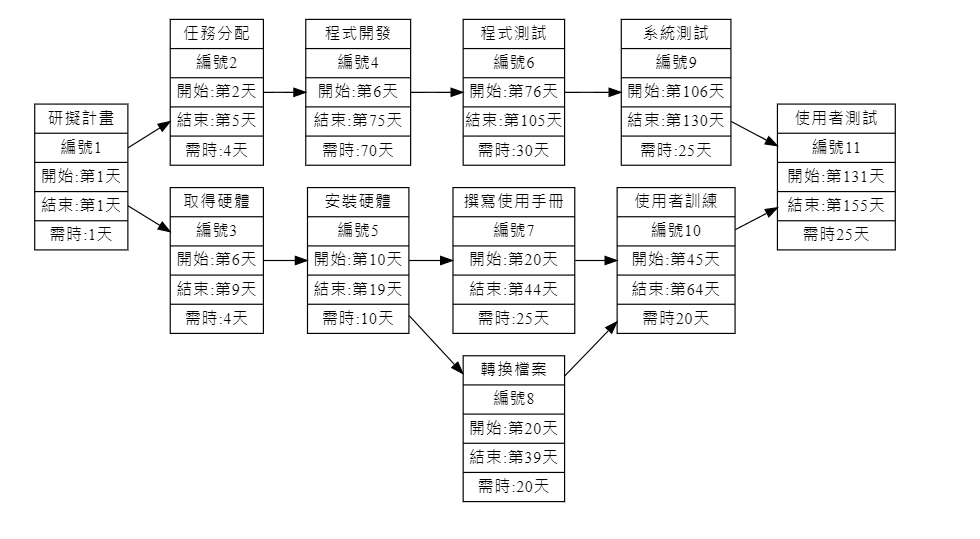 研擬計畫
編號1
開始:第1天
結束:第1天
需時:1天
任務分配
編號2
開始:第2天
結束:第5天
需時:4天
程式開發
編號4
開始:第6天
結束:第75天
需時:70天
程式測試
編號6
開始:第76天
結束:第105天
需時:30天
系統測試
編號9
開始:第106天
結束:第130天
需時:25天
取得硬體
編號3
開始:第6天
結束:第9天
需時:4天
安裝硬體
編號5
開始:第10天
結束:第19天
需時:10天
撰寫使用手冊
編號7
開始:第20天
結束:第44天
需時:25天
使用者訓練
編號10
開始:第45天
結束:第64天
需時20天
轉換檔案
編號8
開始:第20天
結束:第39天
需時:20天
使用者測試
編號11
開始:第131天
結束:第155天
需時25天